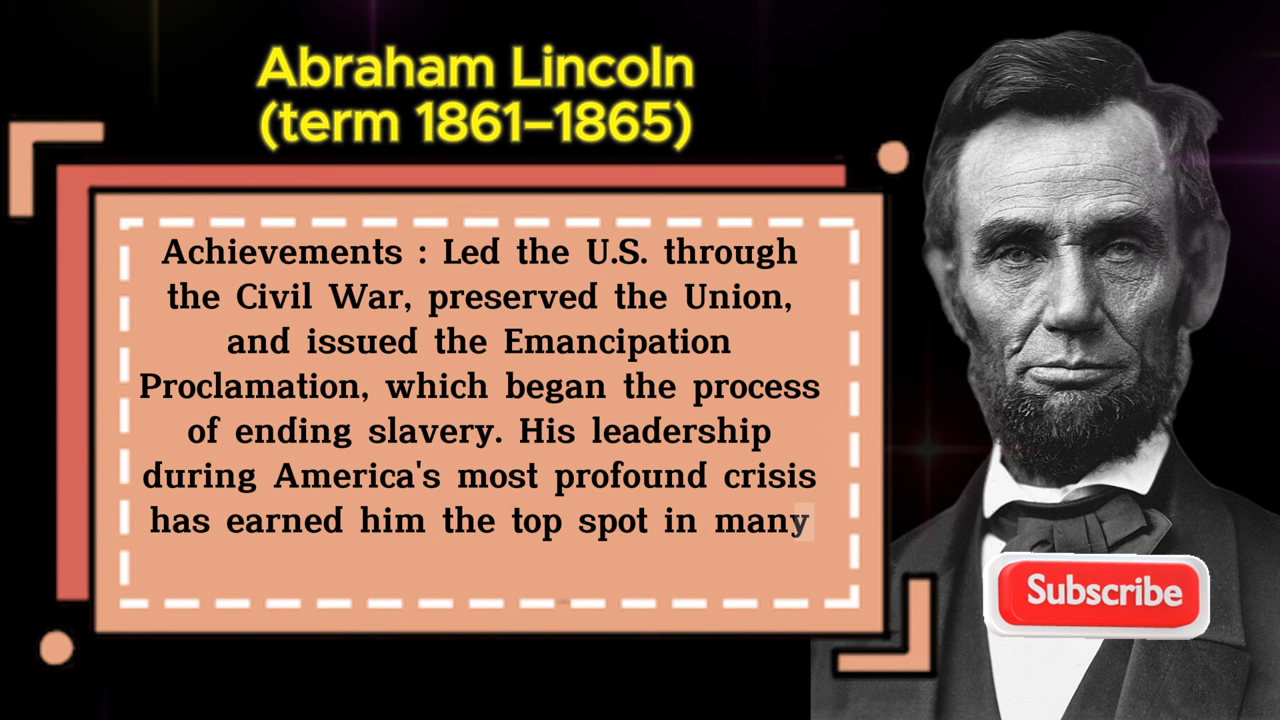 Abraham Lincoln
(term 1861–1865)
Achievements : Led the U.S. through
the Civil War, preserved the Union,
and issued the Emancipation
Proclamation, which began the process
of ending slavery. His leadership
during America's most profound crisis
has earned him the top spot in many
Subscribe